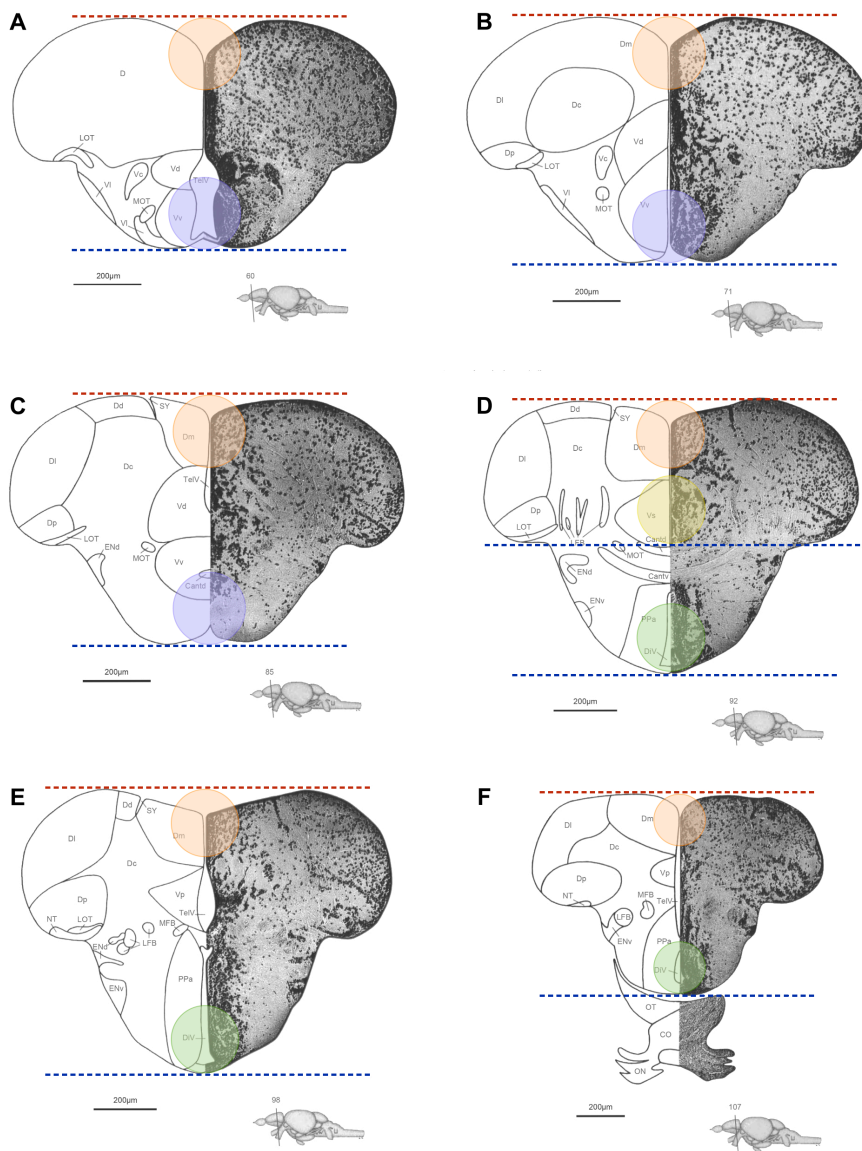 A
D
LOT
Vd
Vc
TelV
Vl
MOT
Vl
Vv
200µm
60
B
Dm
Dl
Dc
Vd
Dp
LOT
Vc
Vl
MOT
Vv
200µm
71
C
Dd
SY
Dm
Dl
Dc
TelV
Vd
Dp
LOT
ENd
MOT
Vv
Cantd
200µm
85
D
Dd
SY
Dm
Dl
Dc
Dp
Vs
LOT
LFB
Cantd
MOT
ENd
Cantv
ENv
PPa
DiV
200µm
92
E
Dd
SY
Dm
Dl
Dc
Dp
Vp
TelV
NT
LOT
MFB
ENd
LFB
ENv
PPa
DiV
200µm
98
F
Dm
Dl
Dc
Dp
Vp
NT
MFB
TelV
LFB
ENv
PPa
DiV
OT
CO
ON
200µm
107